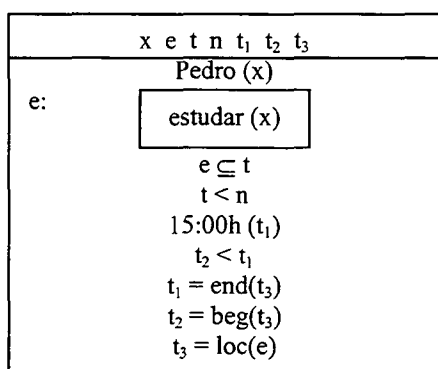 x e t n t₁ t₂ t₃
Pedro (x)
e:
estudar (x)
e ⊆ t
t < n
15:00h (t₁)
t₂ < t₁
t₁ = end(t₃)
t₂ = beg(t₃)
t₃ = loc(e)